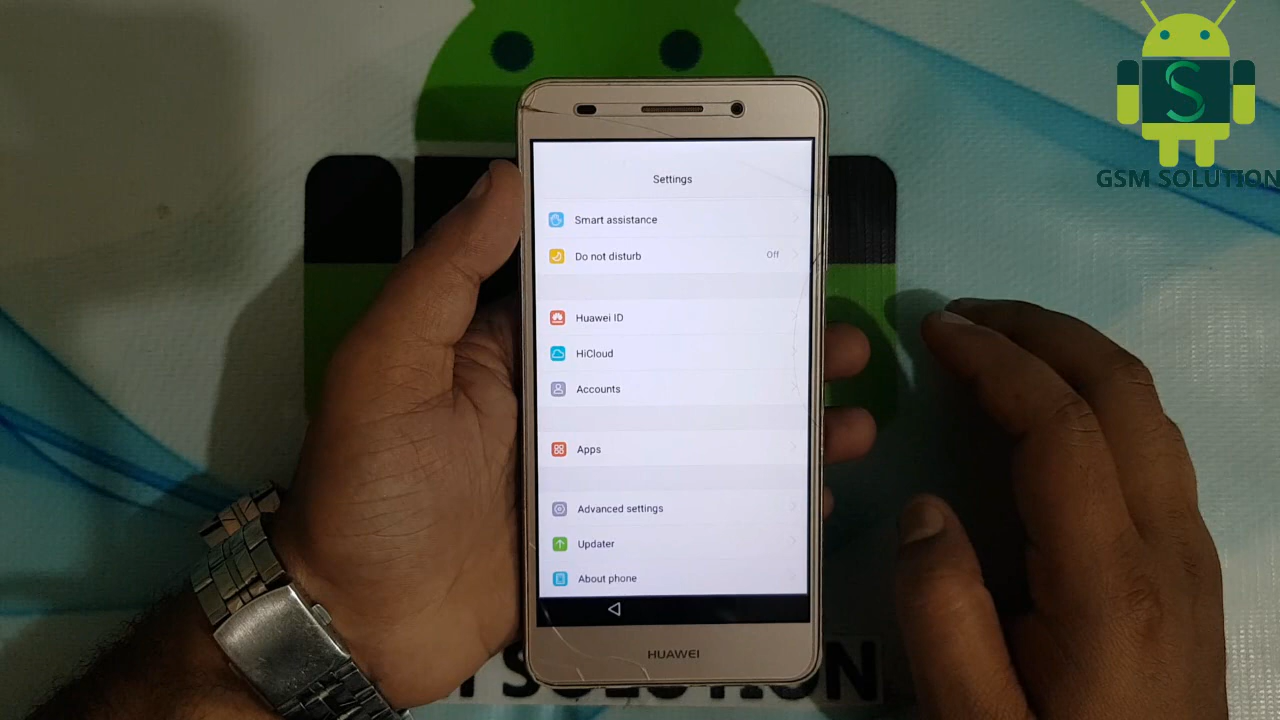 GSM SOLUTION
Settings
Smart assistance
Do not disturb Off
Huawei ID
HiCloud
Accounts
Apps
Advanced settings
Updater
About phone
HUAWEI
SOLUTION